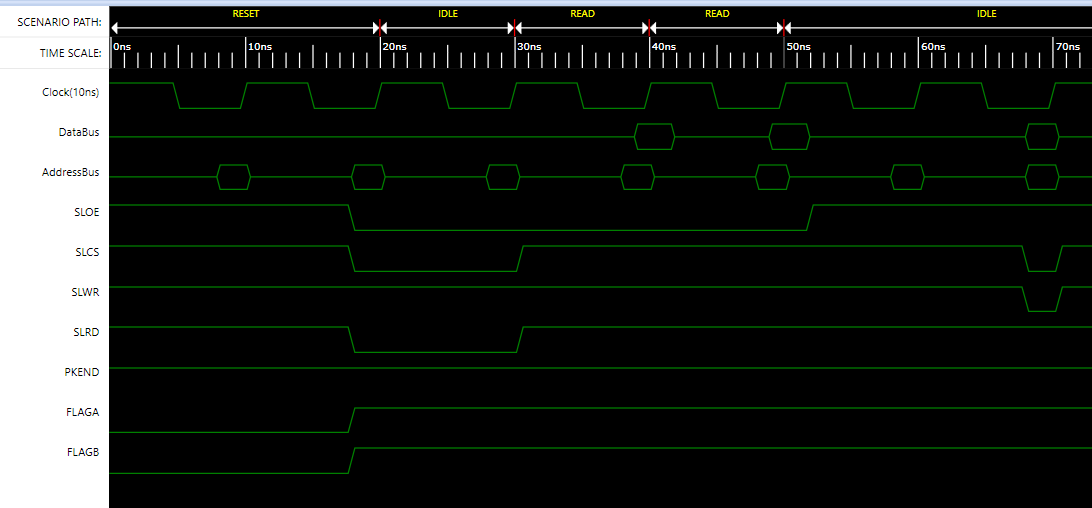 SCENARIO PATH: RESET IDLE READ READ IDLE
TIME SCALE: 0ns 10ns 20ns 30ns 40ns 50ns 60ns 70ns
Clock(10ns)
DataBus
AddressBus
SLOE
SLCS
SLWR
SLRD
PKEND
FLAGA
FLAGB